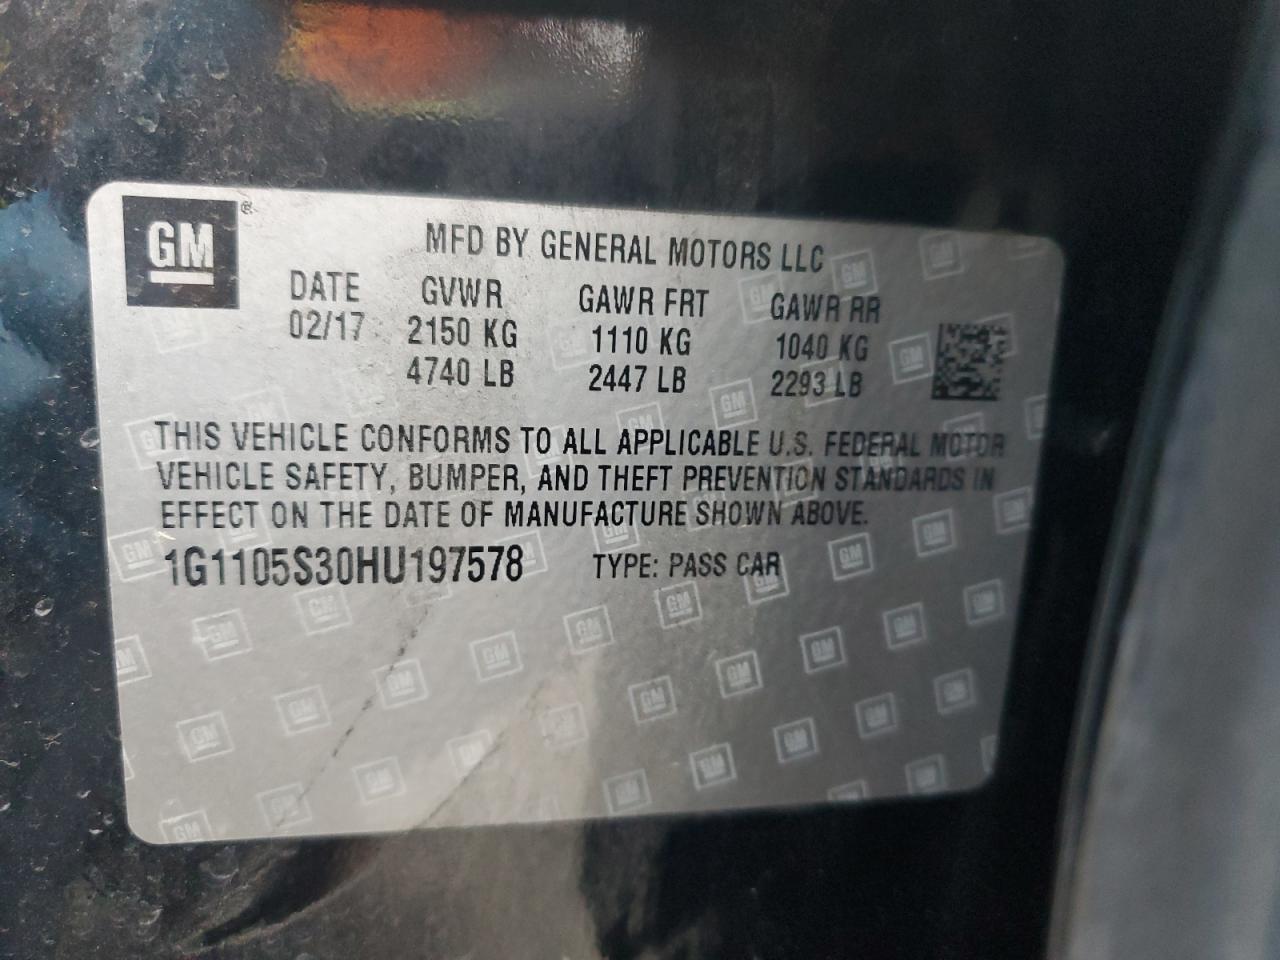 GM®
MFD BY GENERAL MOTORS LLC
DATE GVWR GAWR FRT GAWR RR
02/17 2150 KG 1110 KG 1040 KG
4740 LB 2447 LB 2293 LB
THIS VEHICLE CONFORMS TO ALL APPLICABLE U.S. FEDERAL MOTOR
VEHICLE SAFETY, BUMPER, AND THEFT PREVENTION STANDARDS IN
EFFECT ON THE DATE OF MANUFACTURE SHOWN ABOVE.
1G1105S30HU197578 TYPE: PASS CAR